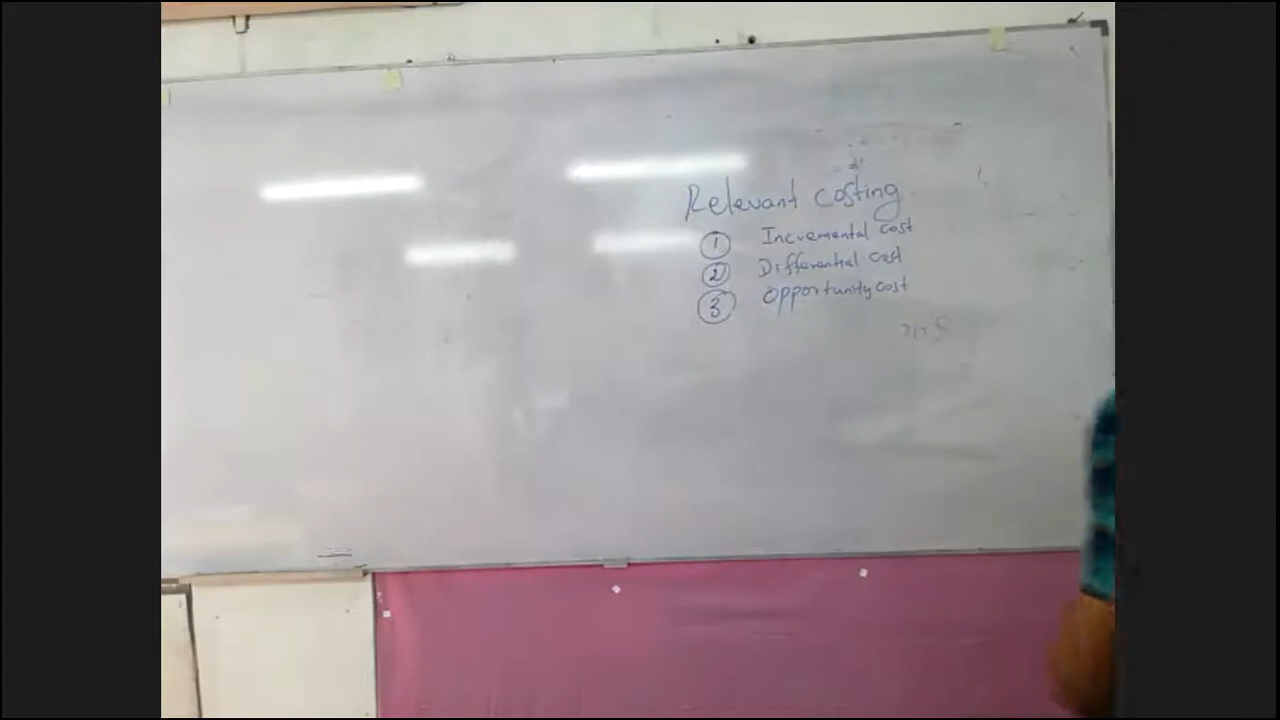 Relevant costing
1 Incremental cost
2 Differential cost
3 opportunity cost